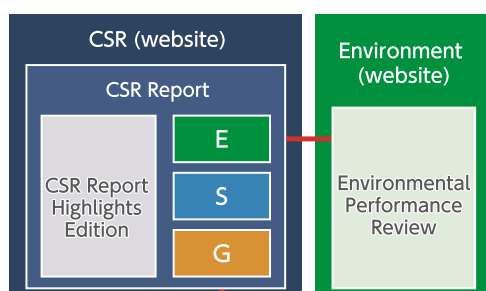 CSR (website)
CSR Report
CSR Report
Highlights
Edition
E
S
G
Environment
(website)
Environmental
Performance
Review